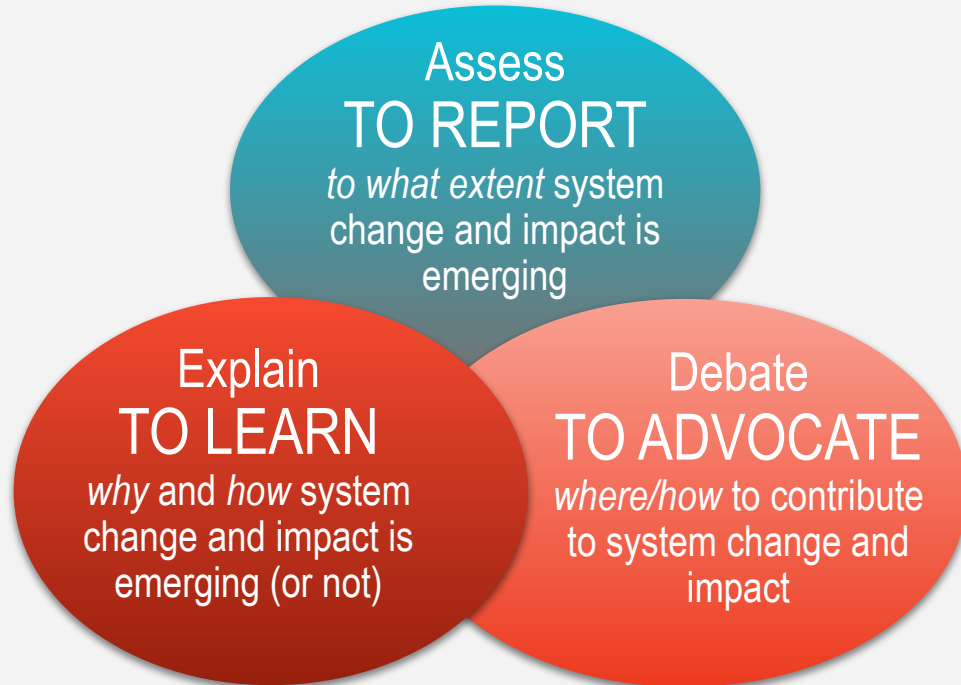 Assess
TO REPORT
to what extent system
change and impact is
emerging
Explain
TO LEARN
why and how system
change and impact is
emerging (or not)
Debate
TO ADVOCATE
where/how to contribute
to system change and
impact